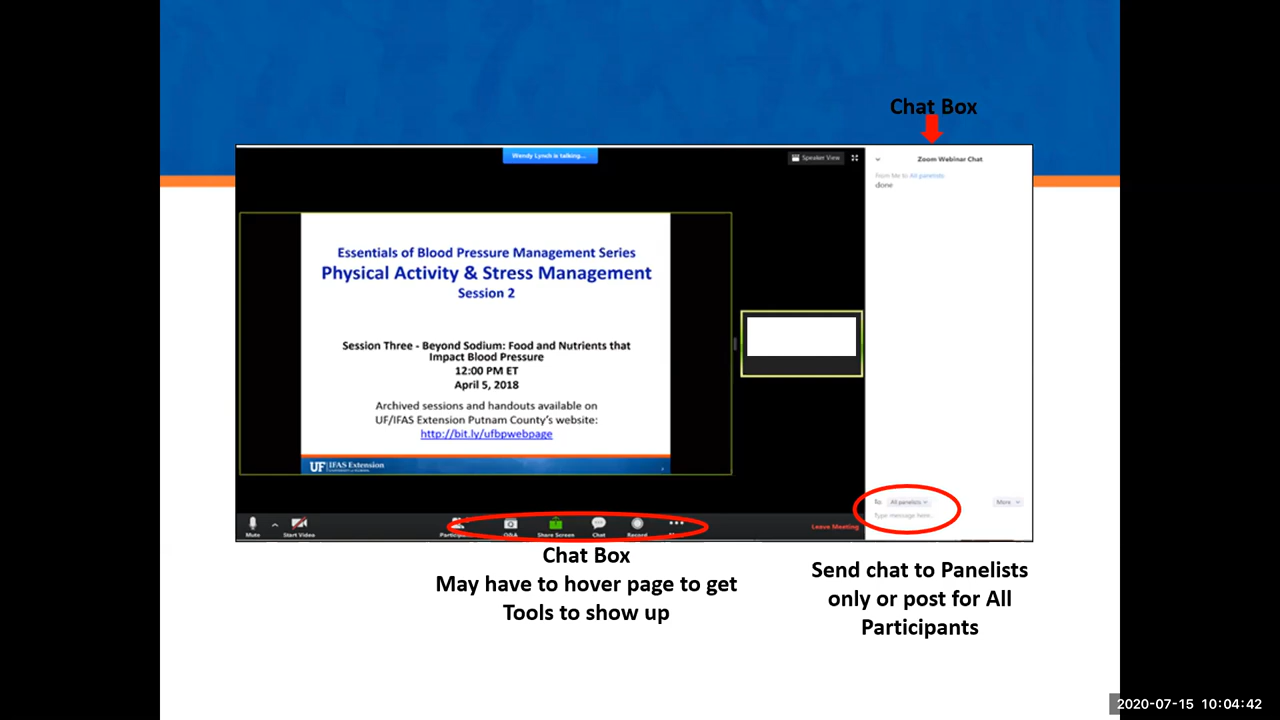 Chat Box
Wendy Lynch is talking...
Speaker View
Zoom Webinar Chat
From Me to All panelists:
done
Essentials of Blood Pressure Management Series
Physical Activity & Stress Management
Session 2
Session Three - Beyond Sodium: Food and Nutrients that
Impact Blood Pressure
12:00 PM ET
April 5, 2018
Archived sessions and handouts available on
UF/IFAS Extension Putnam County's website:
http://bit.ly/ufbpwebpage
UF IFAS Extension
To: All panelists
More
Type message here...
Mute
Start Video
Q&A
Share Screen
Chat
Record
Leave Meeting
Chat Box
May have to hover page to get
Tools to show up
Send chat to Panelists
only or post for All
Participants
2020-07-15 10:04:42